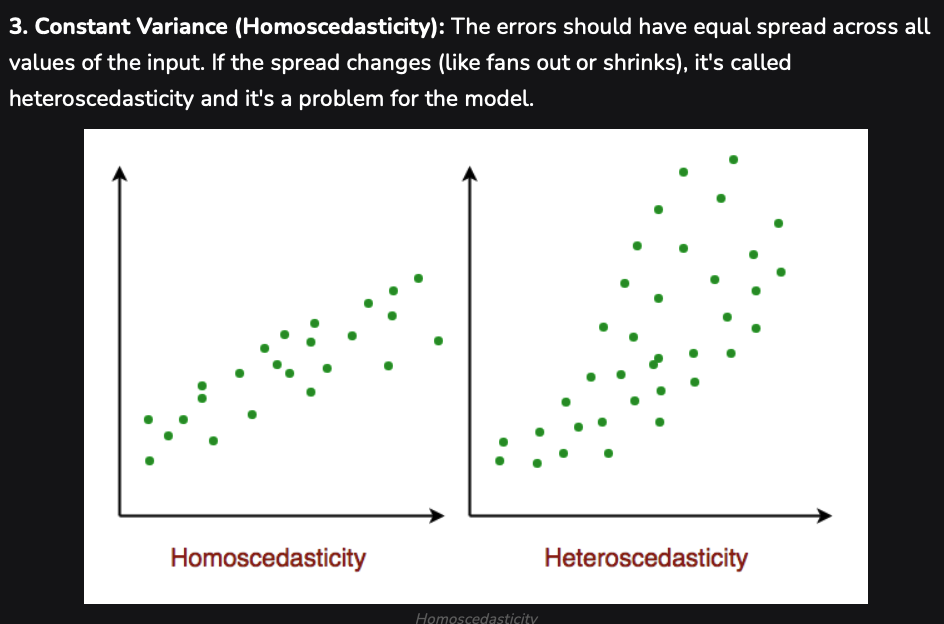 3. Constant Variance (Homoscedasticity): The errors should have equal spread across all
values of the input. If the spread changes (like fans out or shrinks), it's called
heteroscedasticity and it's a problem for the model.
Homoscedasticity
Heteroscedasticity
Homoscedasticity